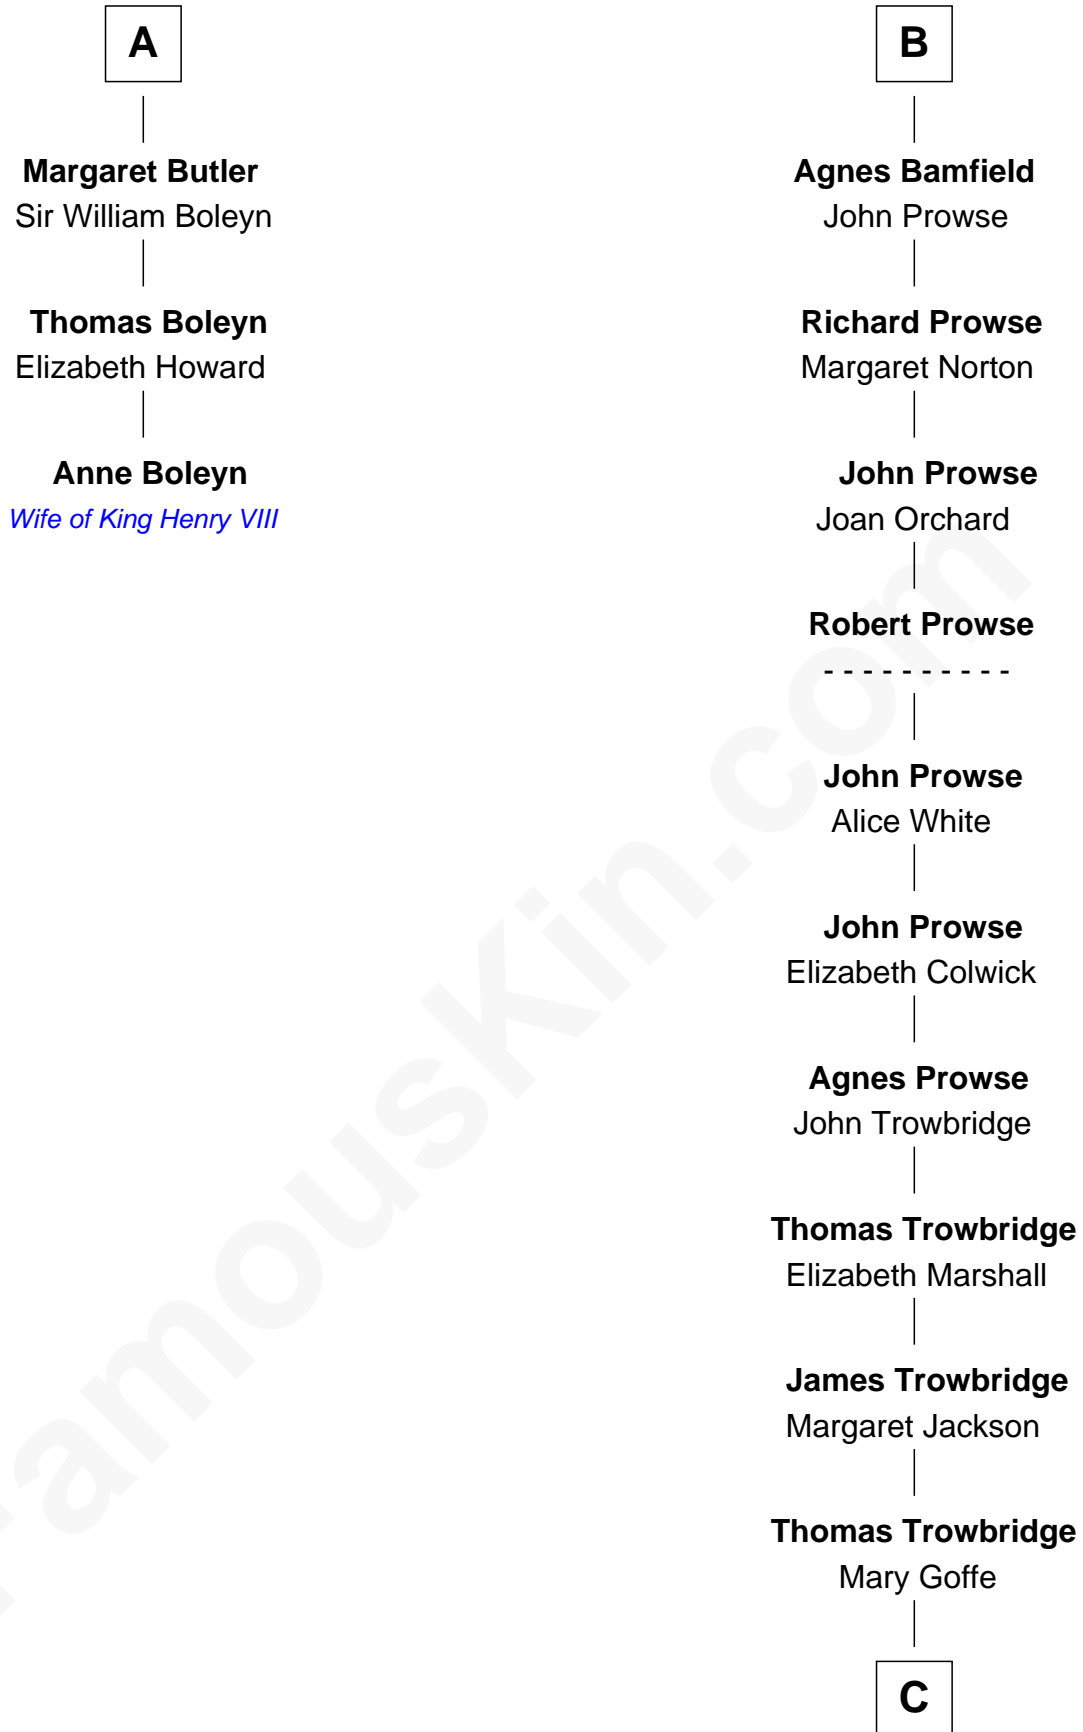 A
Margaret Butler
Sir William Boleyn
Thomas Boleyn
Elizabeth Howard
Anne Boleyn
Wife of King Henry VIII
B
Agnes Bamfield
John Prowse
Richard Prowse
Margaret Norton
John Prowse
Joan Orchard
Robert Prowse
- - - - - - - - - -
John Prowse
Alice White
John Prowse
Elizabeth Colwick
Agnes Prowse
John Trowbridge
Thomas Trowbridge
Elizabeth Marshall
James Trowbridge
Margaret Jackson
Thomas Trowbridge
Mary Goffe
C
FamousKin.com